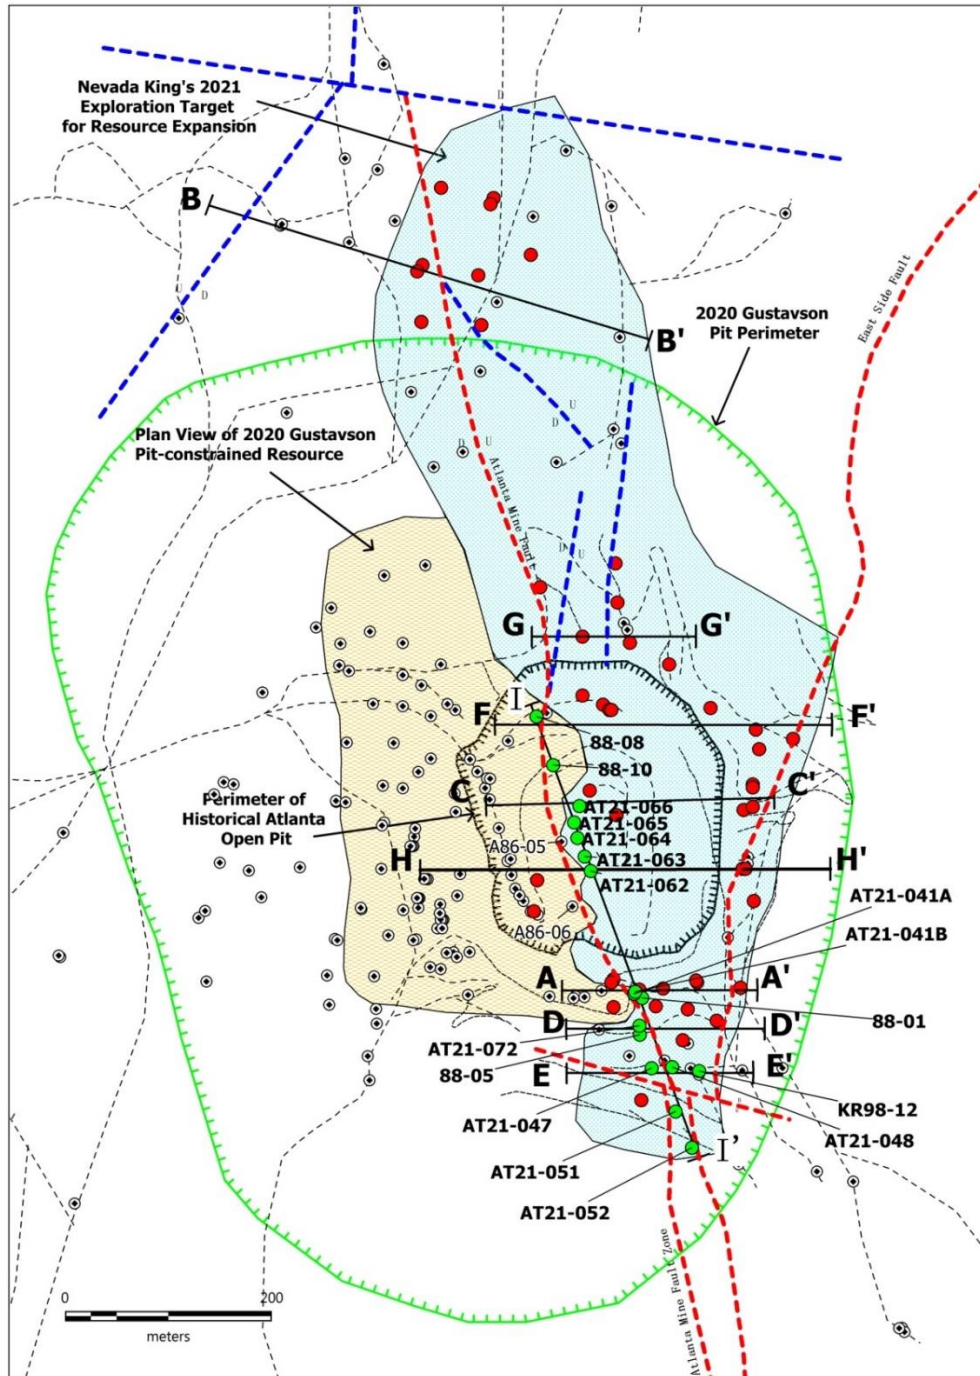 Nevada King's 2021
Exploration Target
for Resource Expansion
B
U
D
B'
2020 Gustavson
Pit Perimeter
East Side Fault
Plan View of 2020 Gustavson
Pit-constrained Resource
U
D
D
U
Atlanta Mine Fault
D
U
U
D
G
G'
I
F
F'
88-08
88-10
C
C'
Perimeter of
Historical Atlanta
Open Pit
AT21-066
AT21-065
AT21-064
A86-05
AT21-063
H
H'
AT21-062
AT21-041A
A86-06
AT21-041B
A
A'
88-01
D
D'
AT21-072
88-05
E
E'
KR98-12
AT21-047
AT21-048
I'
AT21-051
AT21-052
Atlanta Mine Fault Zone
0
200
meters